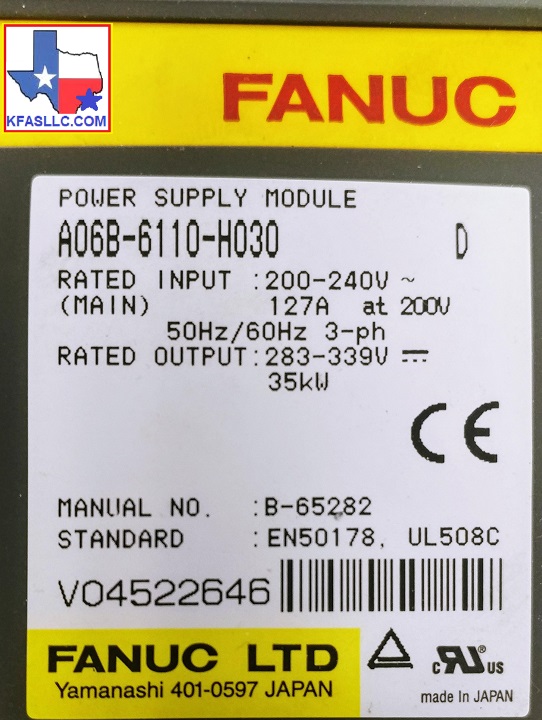 KFASLLC.COM
FANUC
POWER SUPPLY MODULE
A06B-6110-H030 D
RATED INPUT :200-240V ~
(MAIN) 127A at 200V
50Hz/60Hz 3-ph
RATED OUTPUT:283-339V ⎓
35kW
CE
MANUAL NO. :B-65282
STANDARD :EN50178, UL508C
V04522646
FANUC LTD
Yamanashi 401-0597 JAPAN
c RU® US
made in JAPAN